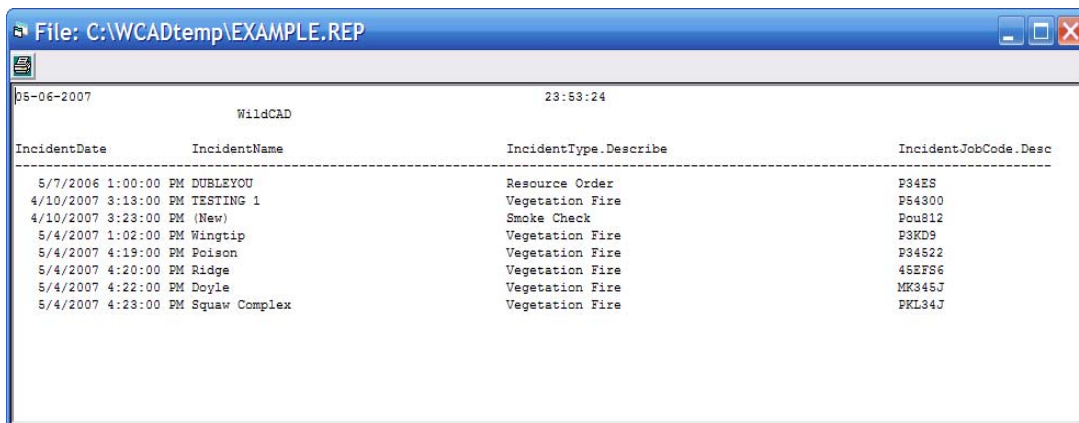 File: C:\WCADtemp\EXAMPLE.REP
05-06-2007 23:53:24
WildCAD
IncidentDate IncidentName IncidentType.Describe IncidentJobCode.Desc
--------------------------------------------------------------------------------
5/7/2006 1:00:00 PM DUBLEYOU Resource Order P34ES
4/10/2007 3:13:00 PM TESTING 1 Vegetation Fire P54300
4/10/2007 3:23:00 PM (New) Smoke Check Pou812
5/4/2007 1:02:00 PM Wingtip Vegetation Fire P3KD9
5/4/2007 4:19:00 PM Poison Vegetation Fire P34522
5/4/2007 4:20:00 PM Ridge Vegetation Fire 45EFS6
5/4/2007 4:22:00 PM Doyle Vegetation Fire MK345J
5/4/2007 4:23:00 PM Squaw Complex Vegetation Fire PKL34J